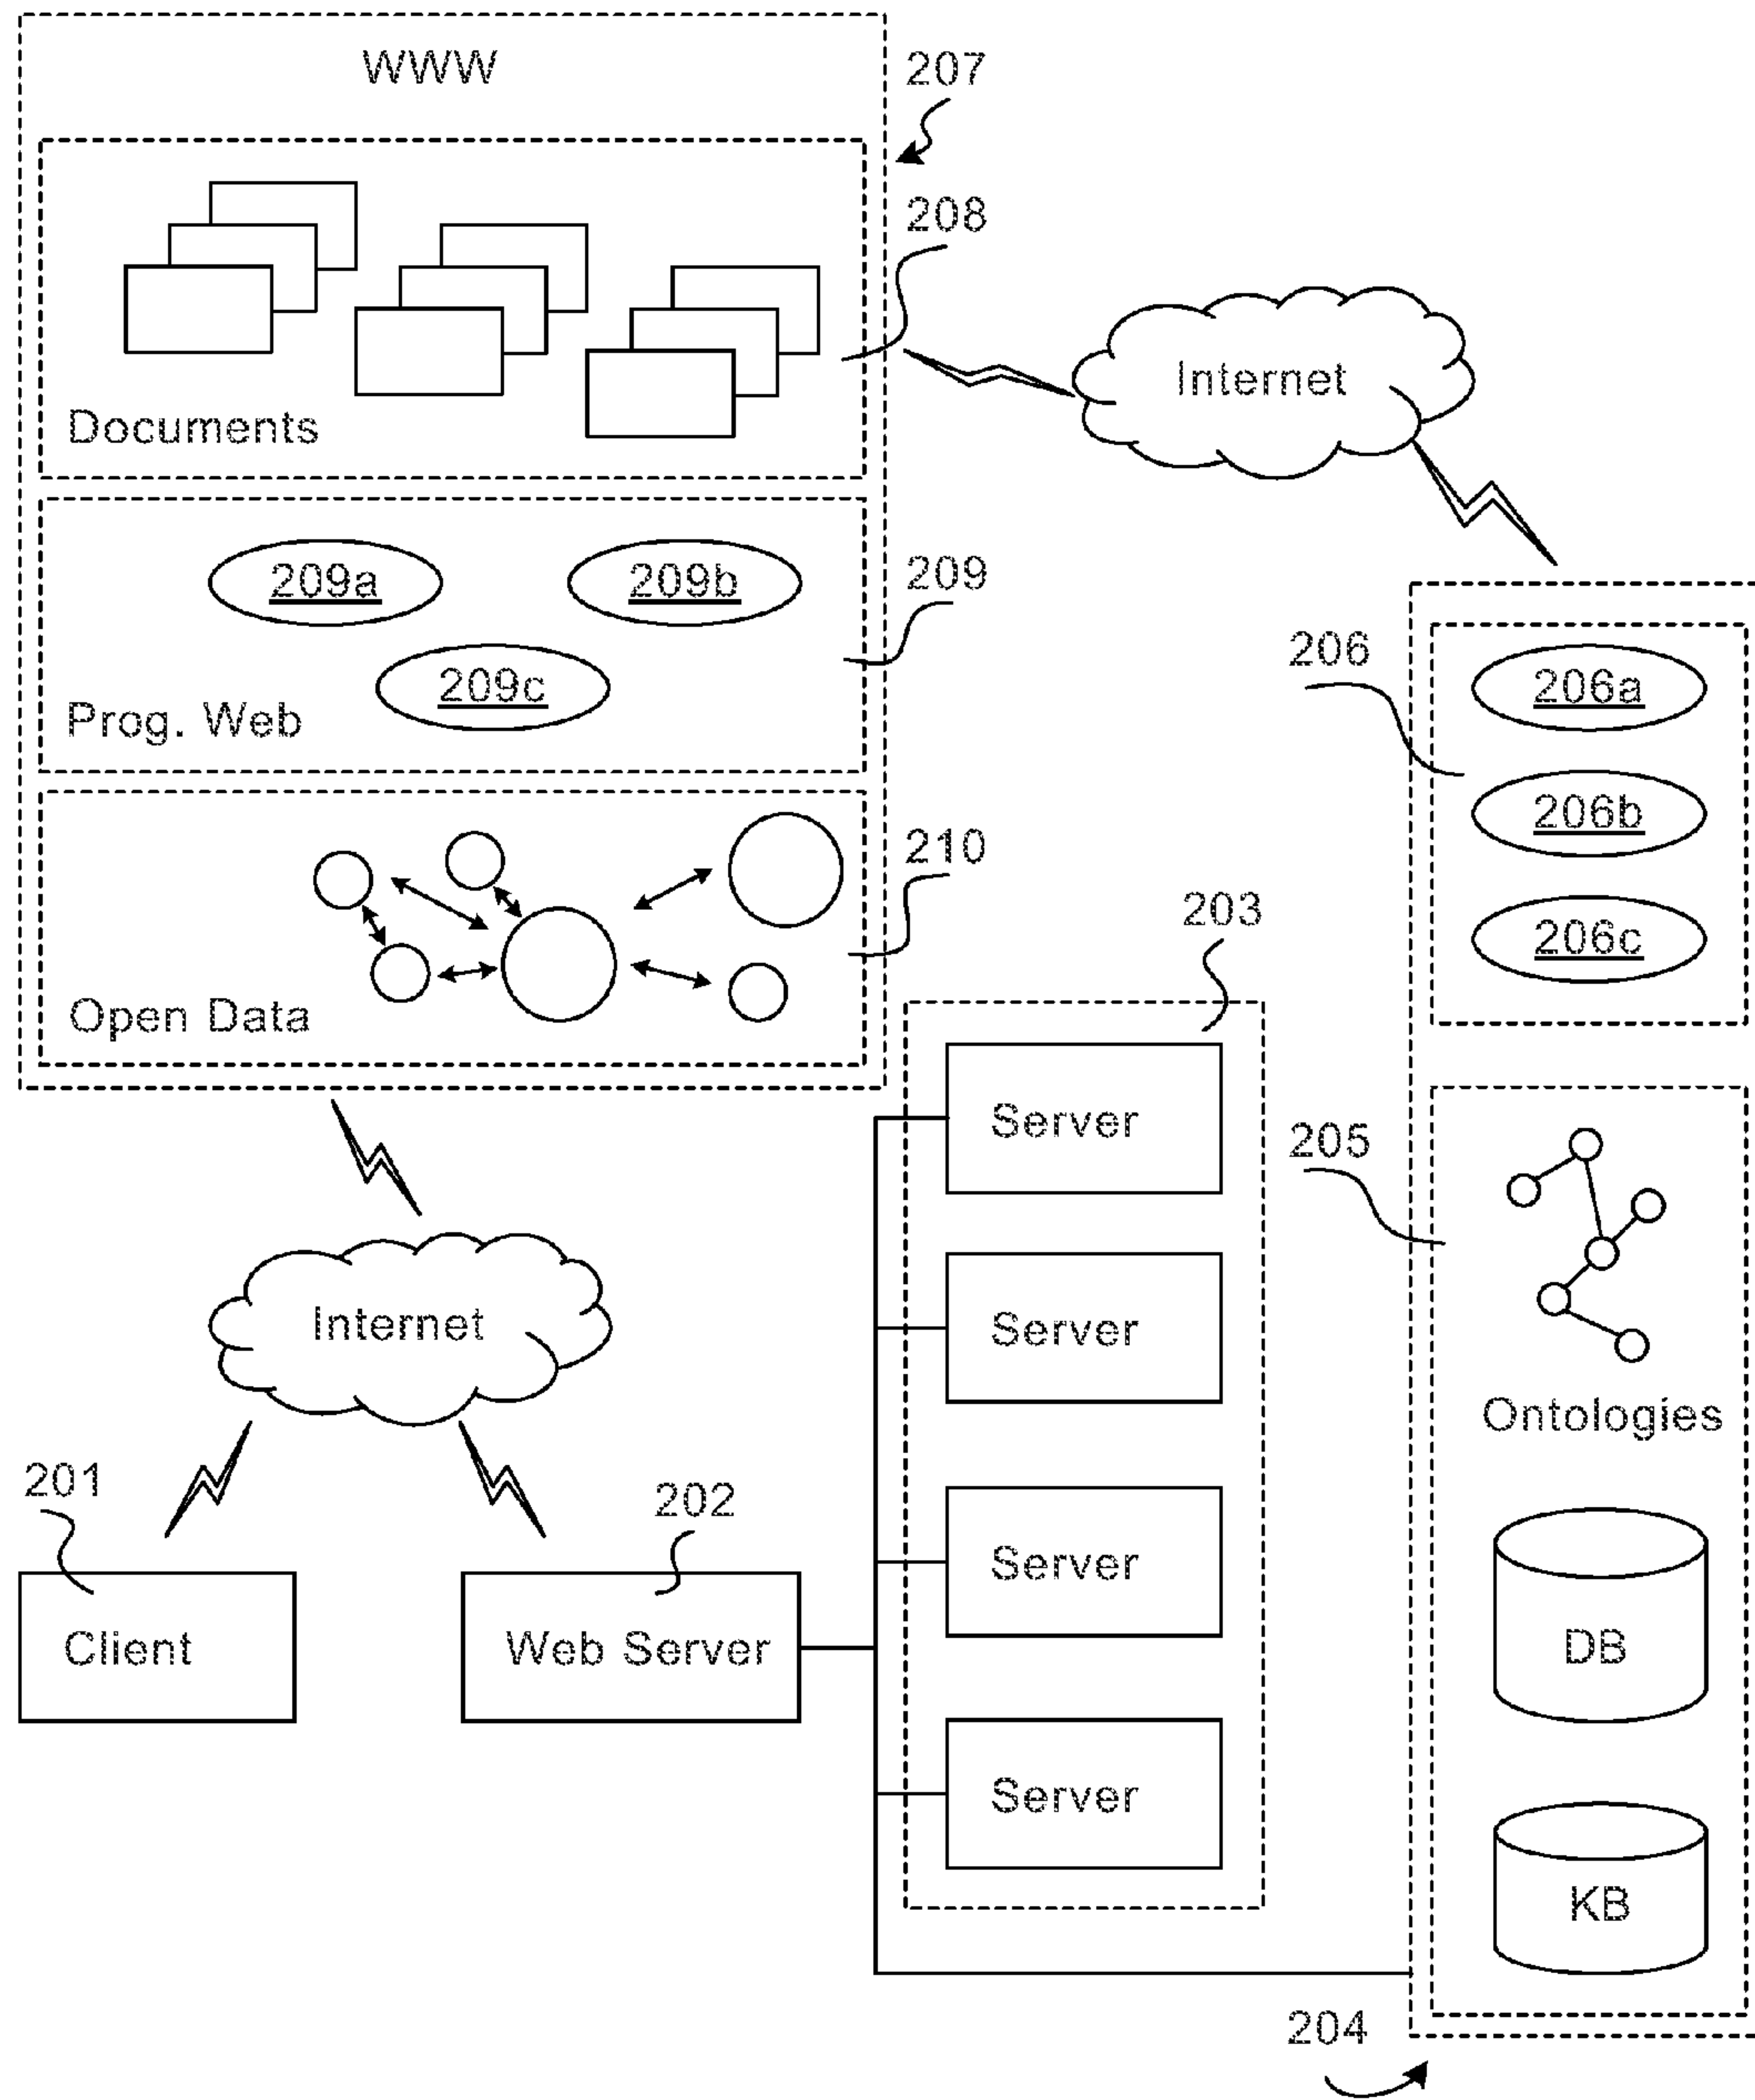 WWW
207
208
Documents
Internet
209a
209b
209
209c
Prog. Web
206
206a
206b
206c
210
Open Data
203
Server
Server
Server
Server
205
Ontologies
DB
KB
Internet
201
Client
202
Web Server
204